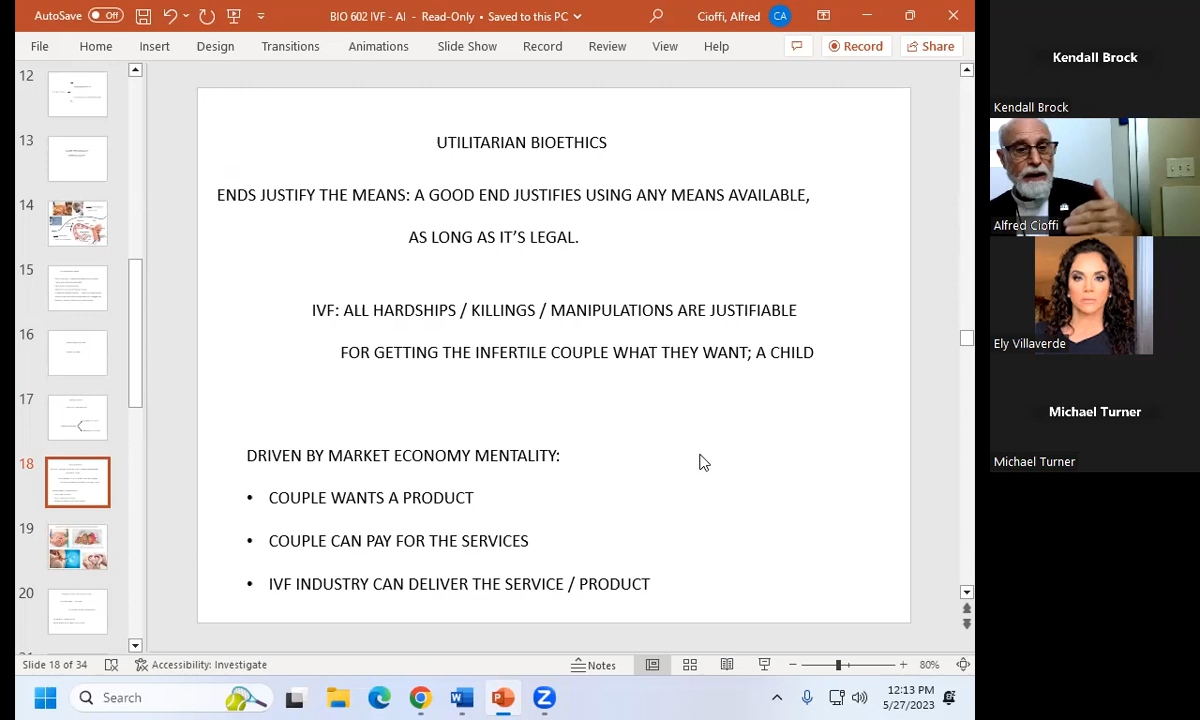 AutoSave Off
BIO 602 IVF - AI - Read-Only • Saved to this PC
Cioffi, Alfred CA
File Home Insert Design Transitions Animations Slide Show Record Review View Help Record Share
12
13
14
15
16
17
18
19
20
UTILITARIAN BIOETHICS
ENDS JUSTIFY THE MEANS: A GOOD END JUSTIFIES USING ANY MEANS AVAILABLE,
AS LONG AS IT'S LEGAL.
IVF: ALL HARDSHIPS / KILLINGS / MANIPULATIONS ARE JUSTIFIABLE
FOR GETTING THE INFERTILE COUPLE WHAT THEY WANT; A CHILD
DRIVEN BY MARKET ECONOMY MENTALITY:
• COUPLE WANTS A PRODUCT
• COUPLE CAN PAY FOR THE SERVICES
• IVF INDUSTRY CAN DELIVER THE SERVICE / PRODUCT
Slide 18 of 34 Accessibility: Investigate Notes 80%
Search
12:13 PM
5/27/2023
Kendall Brock
Kendall Brock
Alfred Cioffi
Ely Villaverde
Michael Turner
Michael Turner